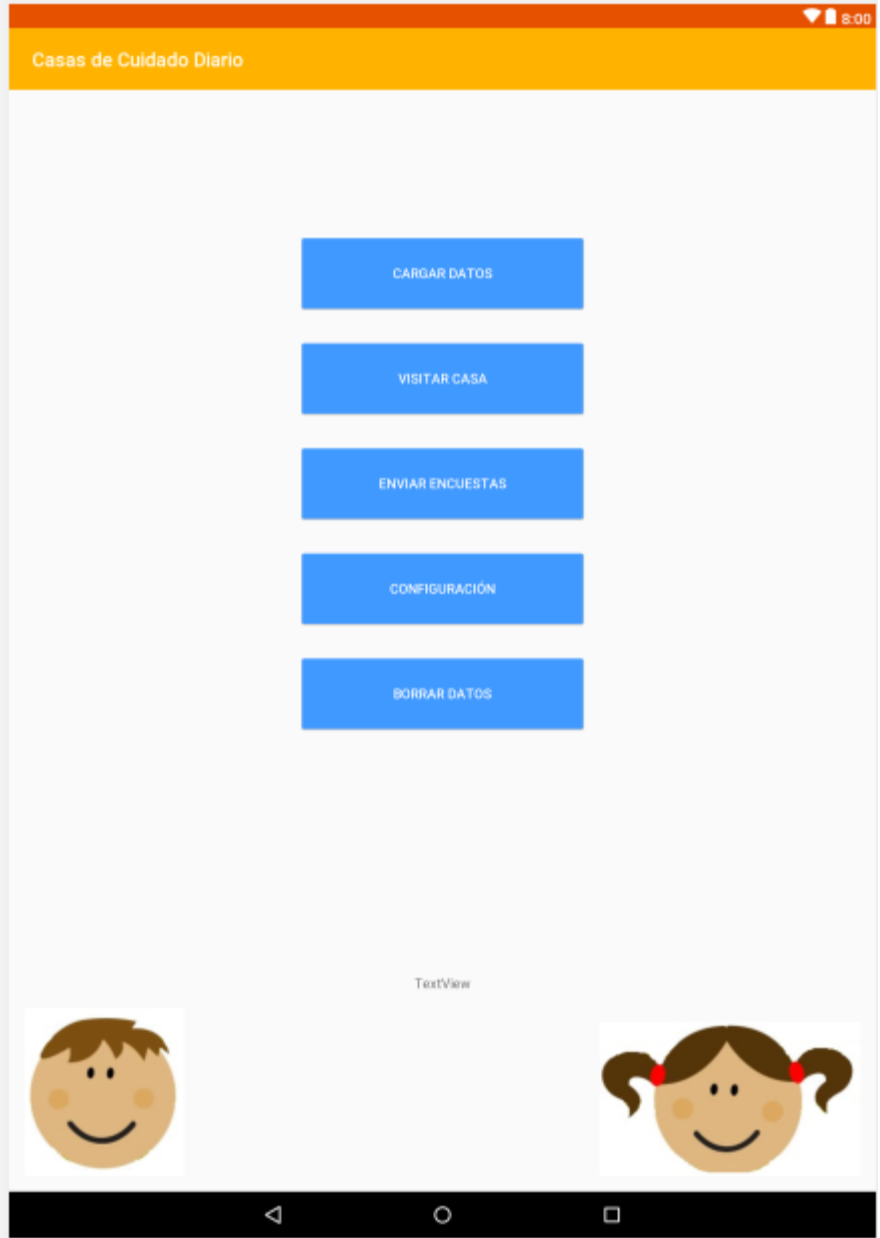 8:00
Casas de Cuidado Diario
CARGAR DATOS
VISITAR CASA
ENVIAR ENCUESTAS
CONFIGURACIÓN
BORRAR DATOS
TextView